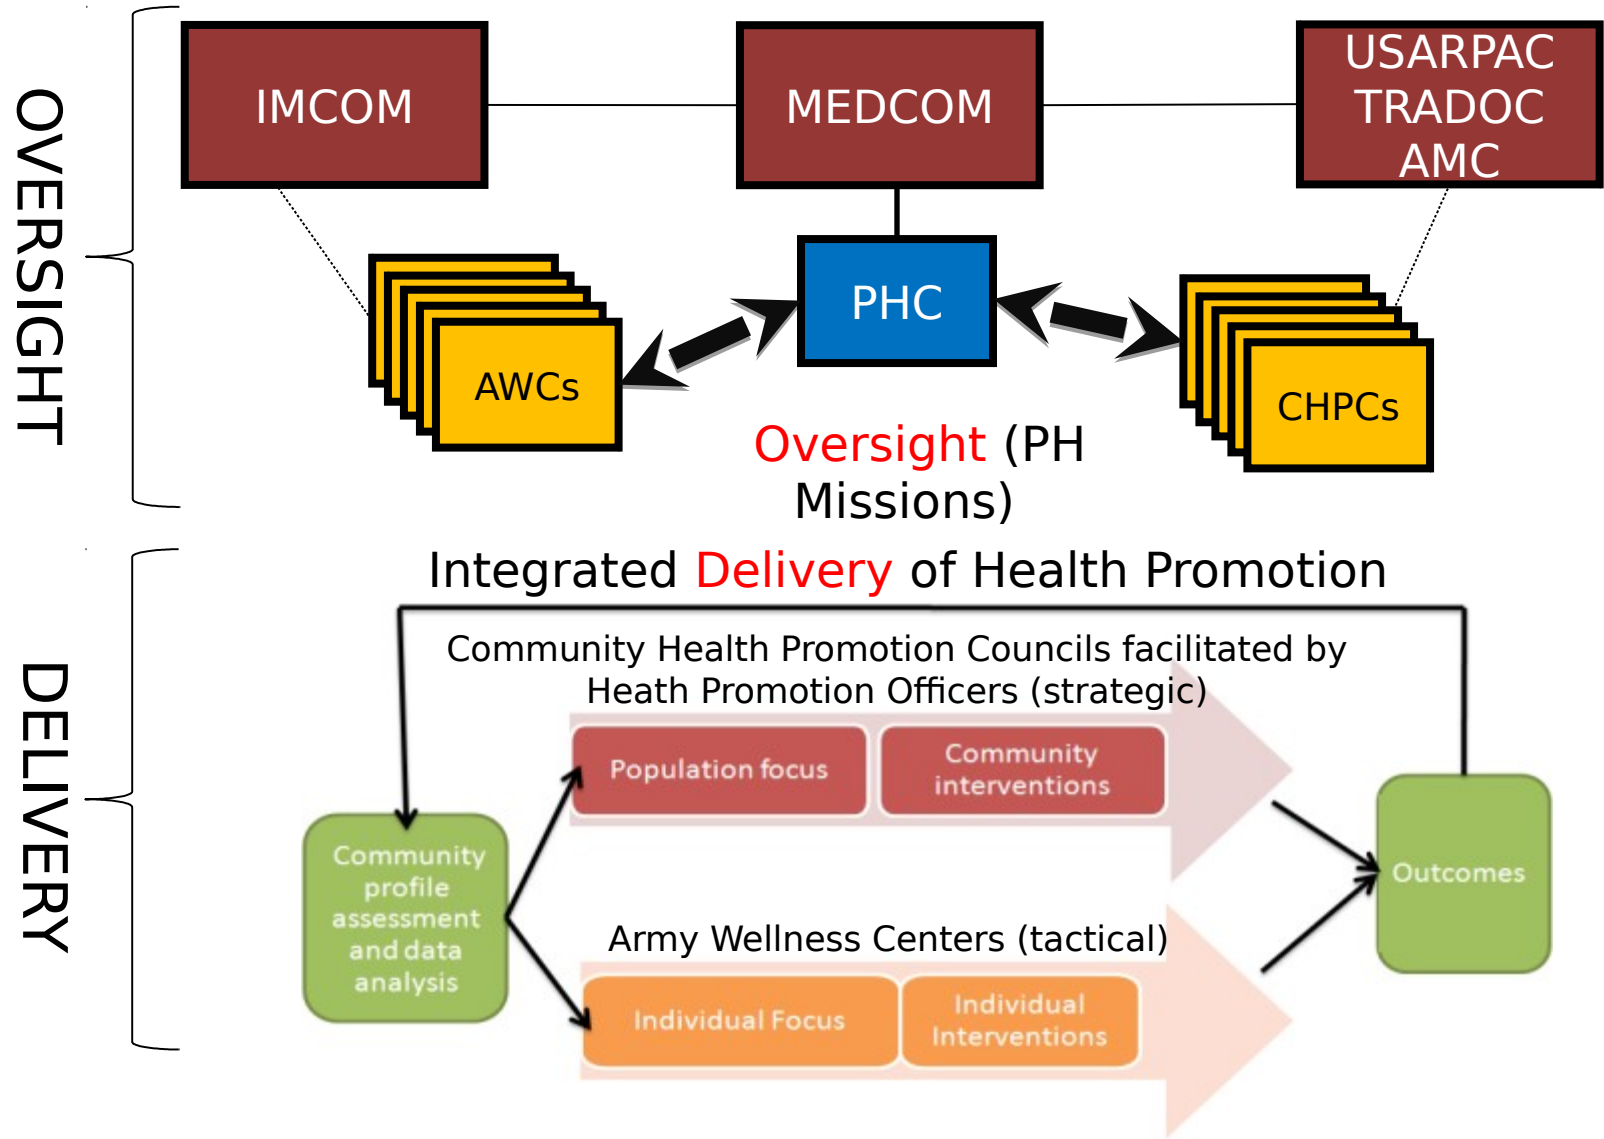 OVERSIGHT
IMCOM
MEDCOM
USARPAC
TRADOC
AMC
AWCs
PHC
CHPCs
Oversight (PH
Missions)
DELIVERY
Integrated Delivery of Health Promotion
Community Health Promotion Councils facilitated by
Heath Promotion Officers (strategic)
Population focus
Community
interventions
Community
profile
assessment
and data
analysis
Outcomes
Army Wellness Centers (tactical)
Individual Focus
Individual
Interventions